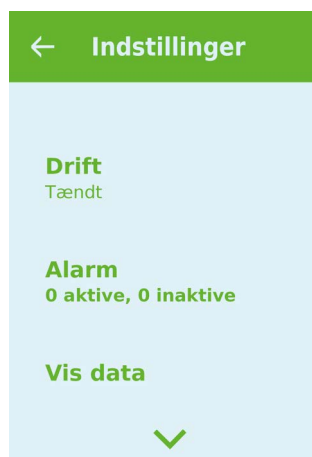 Indstillinger
Drift
Tændt
Alarm
0 aktive, 0 inaktive
Vis data